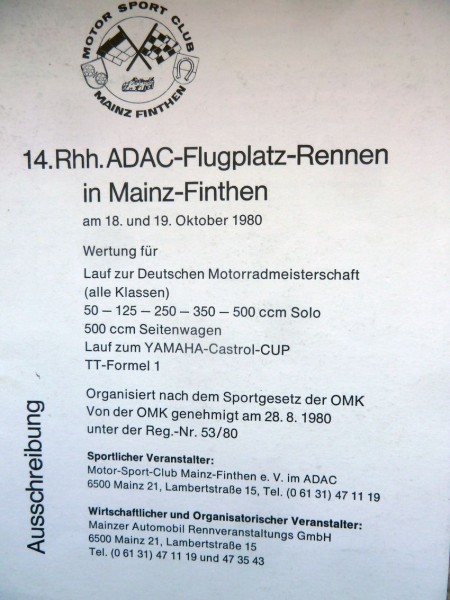 MOTOR SPORT CLUB
MAINZ FINTHEN
14.Rhh.ADAC-Flugplatz-Rennen
in Mainz-Finthen
am 18. und 19. Oktober 1980
Wertung für
Lauf zur Deutschen Motorradmeisterschaft
(alle Klassen)
50 – 125 – 250 – 350 – 500 ccm Solo
500 ccm Seitenwagen
Lauf zum YAMAHA-Castrol-CUP
TT-Formel 1
Organisiert nach dem Sportgesetz der OMK
Von der OMK genehmigt am 28. 8. 1980
unter der Reg.-Nr. 53/80
Ausschreibung
Sportlicher Veranstalter:
Motor-Sport-Club Mainz-Finthen e. V. im ADAC
6500 Mainz 21, Lambertstraße 15, Tel. (0 61 31) 47 11 19
Wirtschaftlicher und Organisatorischer Veranstalter:
Mainzer Automobil Rennveranstaltungs GmbH
6500 Mainz 21, Lambertstraße 15
Tel. (0 61 31) 47 11 19 und 47 35 43